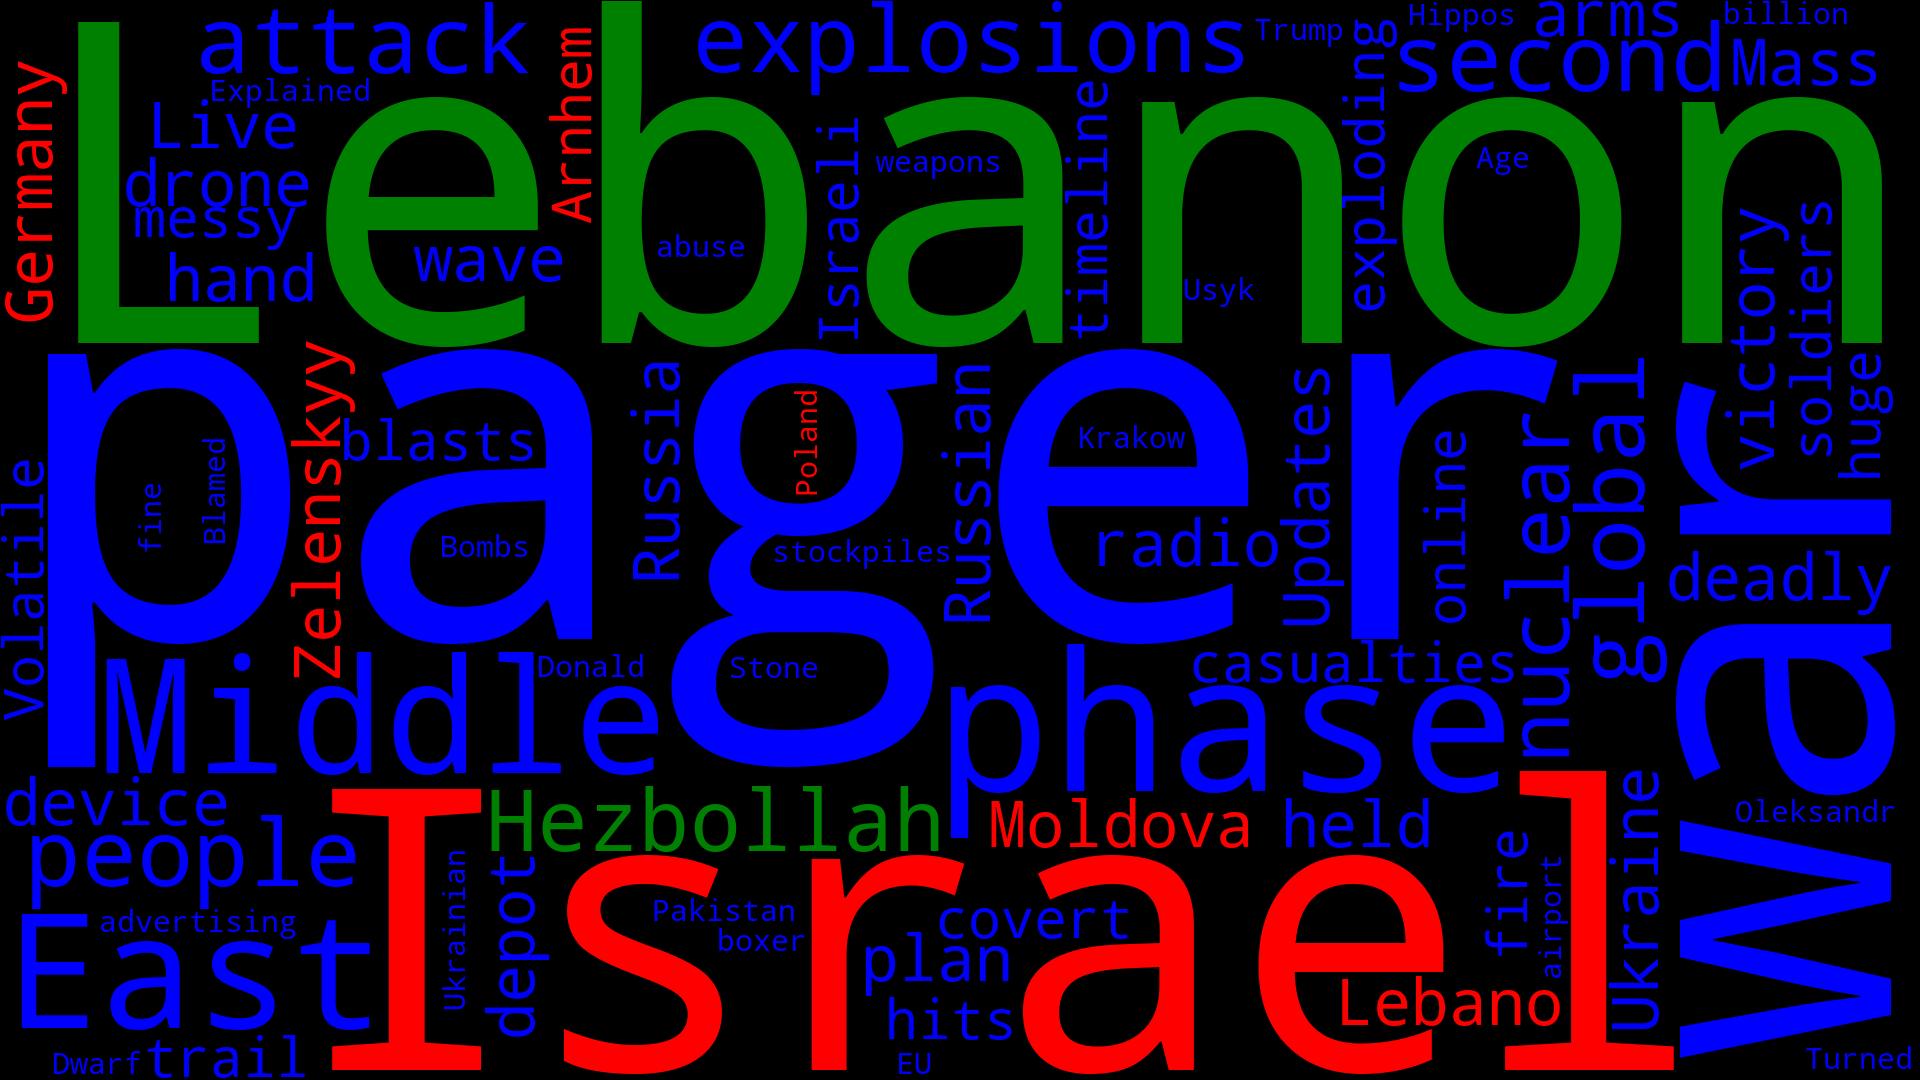 attack
explosions
Trump
Hippos
arms
billion
second
Mass
Explained
Germany
Arnhem
Live
Lebanon
Israeli
weapons
timeline
exploding
Age
drone
messy
hand
wave
abuse
Usyk
victory
soldiers
huge
Zelenskyy
blasts
pager
Russia
Poland
Russian
Krakow
Updates
online
nuclear
global
war
fine
Blamed
Bombs
stockpiles
radio
deadly
Volatile
Middle
Donald
Stone
phase
casualties
device
people
Hezbollah
Moldova
held
fire
airport
Ukraine
Oleksandr
Ukrainian
depot
Israel
advertising
East
Pakistan
boxer
covert
plan
hits
Lebano
Dwarf
trail
EU
Turned